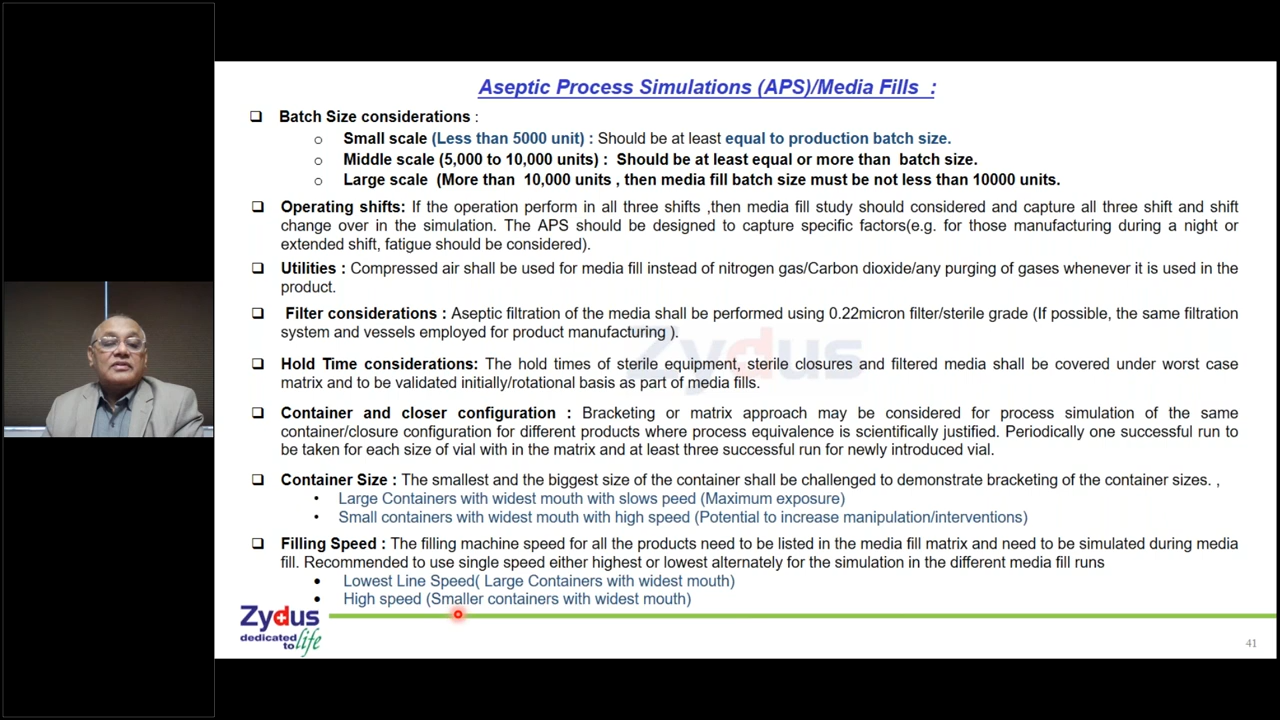 Aseptic Process Simulations (APS)/Media Fills :
❑ Batch Size considerations :
o Small scale (Less than 5000 unit) : Should be at least equal to production batch size.
o Middle scale (5,000 to 10,000 units) : Should be at least equal or more than batch size.
o Large scale (More than 10,000 units , then media fill batch size must be not less than 10000 units.
❑ Operating shifts: If the operation perform in all three shifts ,then media fill study should considered and capture all three shift and shift
change over in the simulation. The APS should be designed to capture specific factors(e.g. for those manufacturing during a night or
extended shift, fatigue should be considered).
❑ Utilities : Compressed air shall be used for media fill instead of nitrogen gas/Carbon dioxide/any purging of gases whenever it is used in the
product.
❑ Filter considerations : Aseptic filtration of the media shall be performed using 0.22micron filter/sterile grade (If possible, the same filtration
system and vessels employed for product manufacturing ).
❑ Hold Time considerations: The hold times of sterile equipment, sterile closures and filtered media shall be covered under worst case
matrix and to be validated initially/rotational basis as part of media fills.
❑ Container and closer configuration : Bracketing or matrix approach may be considered for process simulation of the same
container/closure configuration for different products where process equivalence is scientifically justified. Periodically one successful run to
be taken for each size of vial with in the matrix and at least three successful run for newly introduced vial.
❑ Container Size : The smallest and the biggest size of the container shall be challenged to demonstrate bracketing of the container sizes. ,
• Large Containers with widest mouth with slows peed (Maximum exposure)
• Small containers with widest mouth with high speed (Potential to increase manipulation/interventions)
❑ Filling Speed : The filling machine speed for all the products need to be listed in the media fill matrix and need to be simulated during media
fill. Recommended to use single speed either highest or lowest alternately for the simulation in the different media fill runs
• Lowest Line Speed( Large Containers with widest mouth)
• High speed (Smaller containers with widest mouth)
Zydus
dedicated
to life
Zydus
41